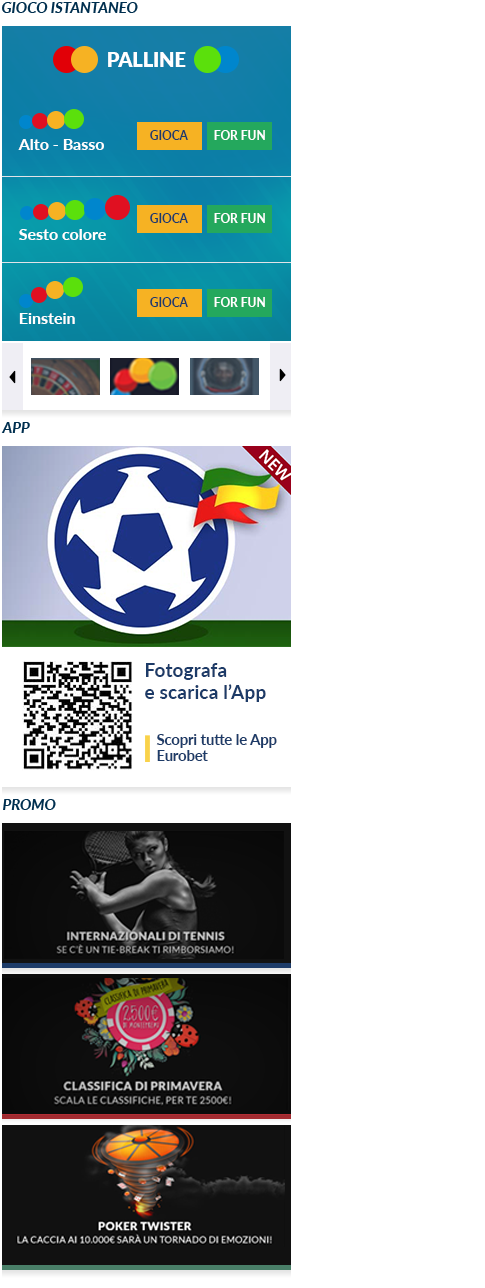 GIOCO ISTANTANEO
PALLINE
Alto - Basso
GIOCA
FOR FUN
Sesto colore
GIOCA
FOR FUN
Einstein
GIOCA
FOR FUN
APP
NEW
Fotografa
e scarica l'App
Scopri tutte le App
Eurobet
PROMO
INTERNAZIONALI DI TENNIS
SE C'È UN TIE-BREAK TI RIMBORSIAMO!
CLASSIFICA DI PRIMAVERA
2500€
DI MONTEPREMI
CLASSIFICA DI PRIMAVERA
SCALA LE CLASSIFICHE, PER TE 2500€!
POKER TWISTER
LA CACCIA AI 10.000€ SARÀ UN TORNADO DI EMOZIONI!